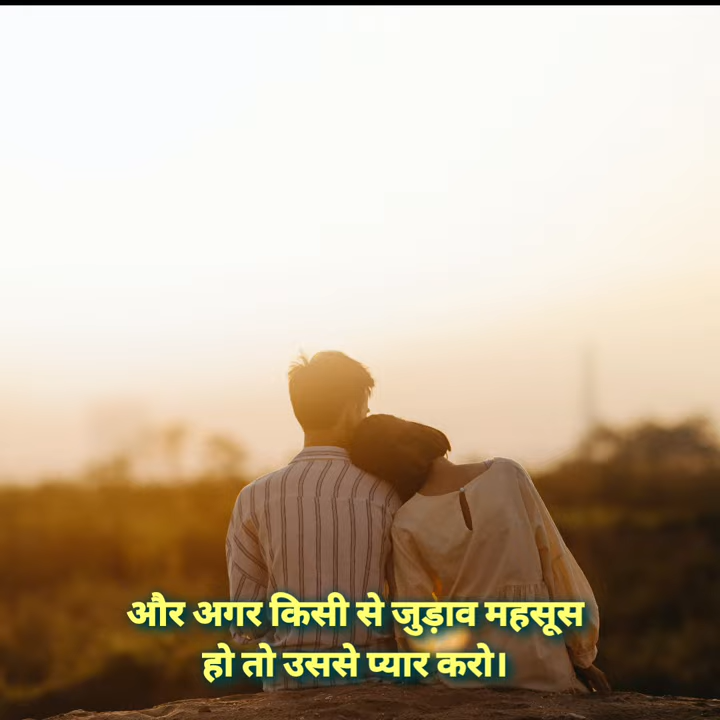 और अगर किसी से जुड़ाव महसूस
हो तो उससे प्यार करो।